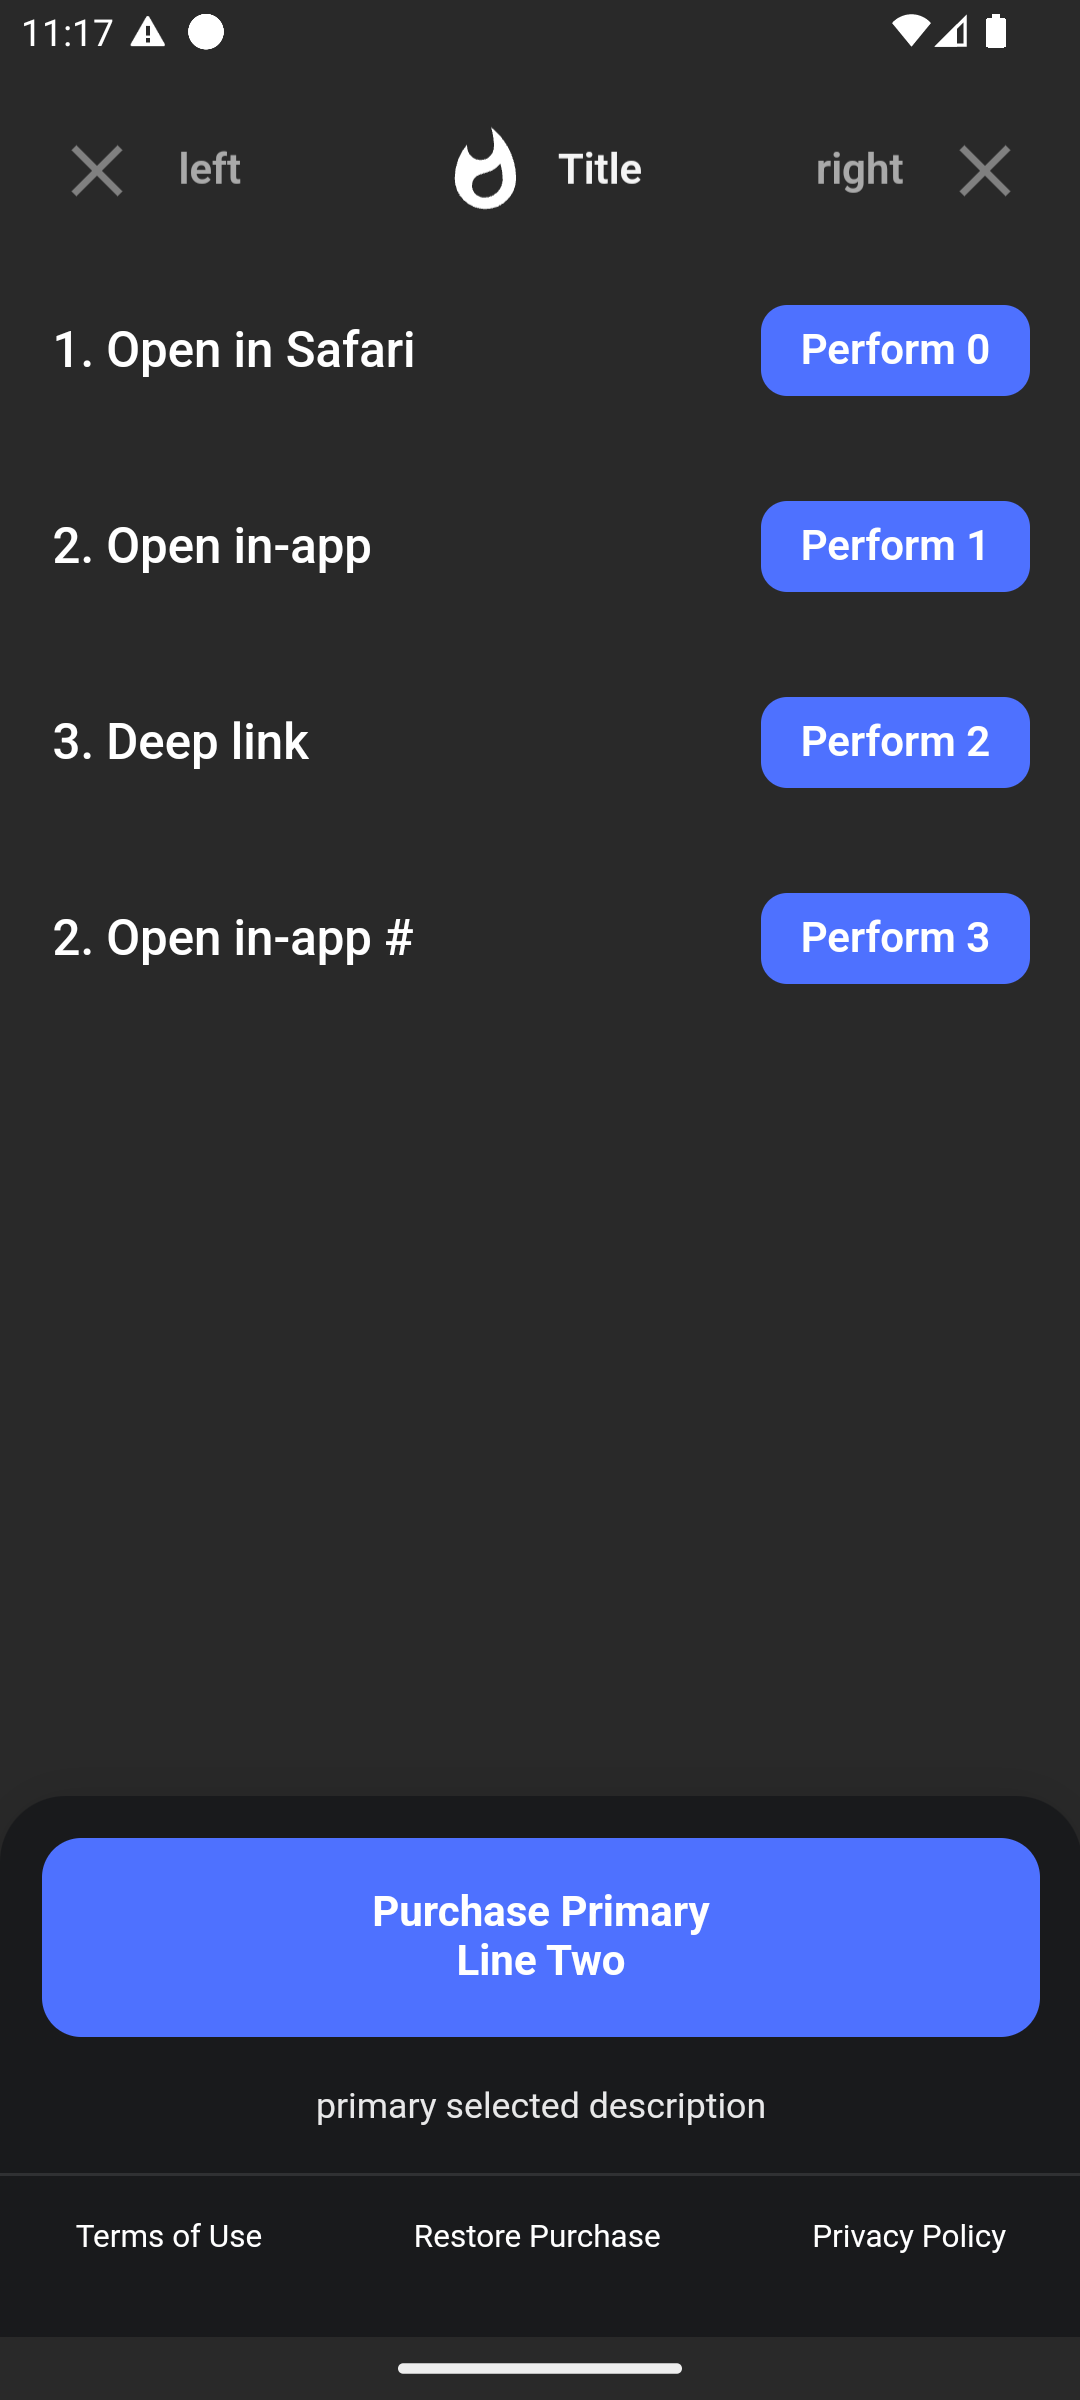 11:17
left Title right
1. Open in Safari Perform 0
2. Open in-app Perform 1
3. Deep link Perform 2
2. Open in-app # Perform 3
Purchase Primary
Line Two
primary selected description
Terms of Use Restore Purchase Privacy Policy